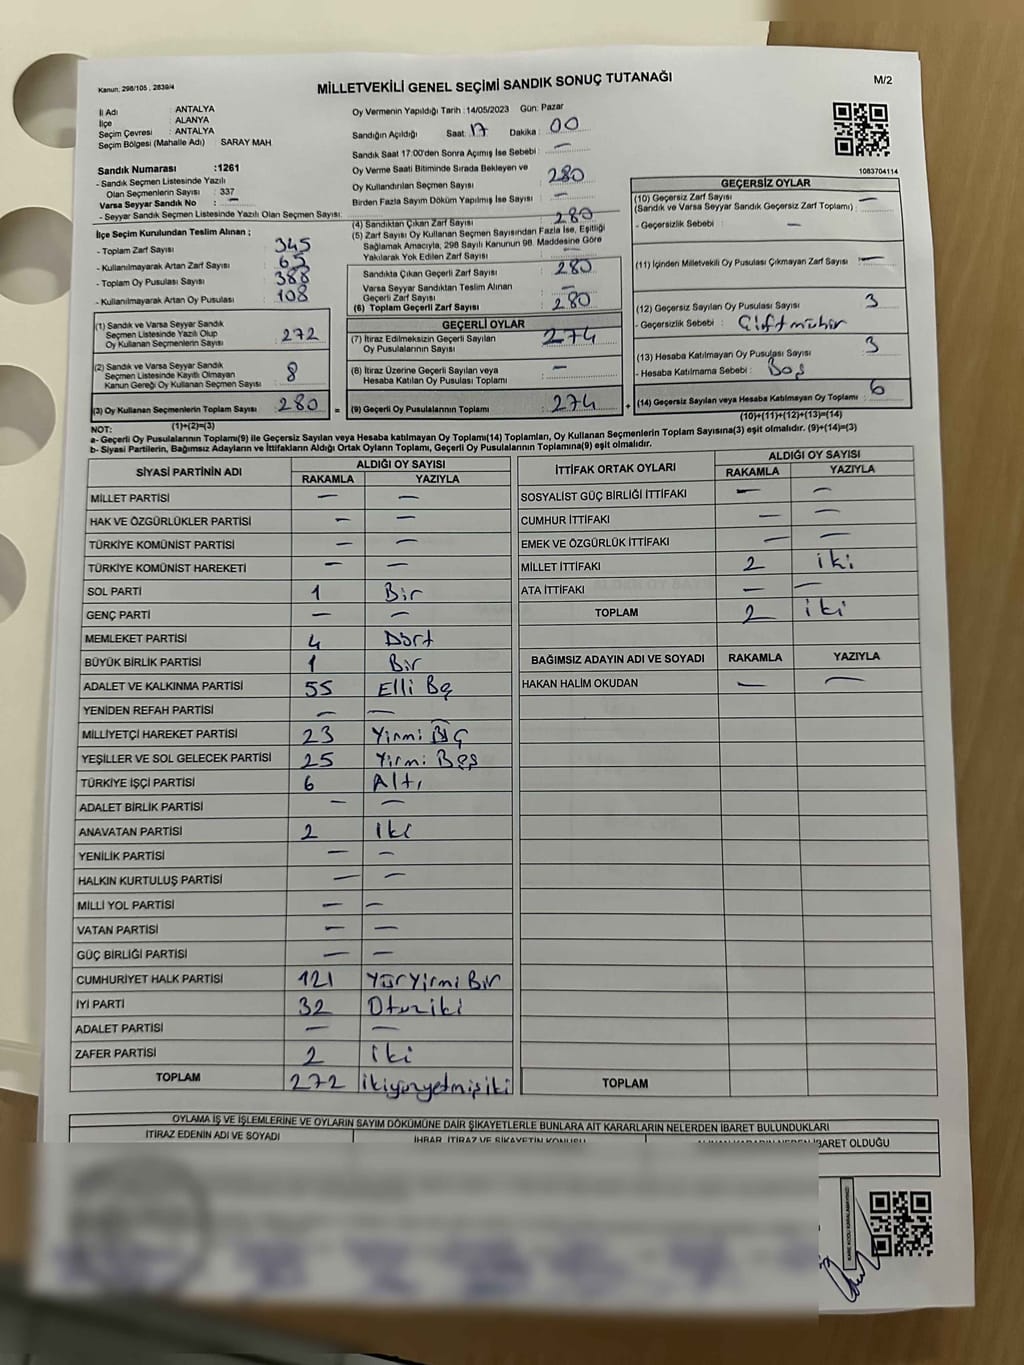 Kanun, 298/105 , 2839/4
MİLLETVEKİLİ GENEL SEÇİMİ SANDIK SONUÇ TUTANAĞI
M/2
İl Adı : ANTALYA
İlçe : ALANYA
Seçim Çevresi : ANTALYA
Seçim Bölgesi (Mahalle Adı) : SARAY MAH
Sandık Numarası :1261
- Sandık Seçmen Listesinde Yazılı
Olan Seçmenlerin Sayısı : 337
Varsa Seyyar Sandık No : —
- Seyyar Sandık Seçmen Listesinde Yazılı Olan Seçmen Sayısı:
Oy Vermenin Yapıldığı Tarih :14/05/2023 Gün: Pazar
Sandığın Açıldığı Saat 17 Dakika : 00
Sandık Saat 17:00'den Sonra Açımış İse Sebebi : —
Oy Verme Saati Bitiminde Sırada Bekleyen ve
Oy Kullandırılan Seçmen Sayısı : 280
Birden Fazla Sayım Döküm Yapılmış İse Sayısı : —
1083704114
İlçe Seçim Kurulundan Teslim Alınan ;
- Toplam Zarf Sayısı : 345
- Kullanılmayarak Artan Zarf Sayısı : 65
- Toplam Oy Pusulası Sayısı : 388
- Kullanılmayarak Artan Oy Pusulası : 108
(4) Sandıktan Çıkan Zarf Sayısı : 280
(5) Zarf Sayısı Oy Kullanan Seçmen Sayısından Fazla İse, Eşitliği
Sağlamak Amacıyla, 298 Sayılı Kanunun 98. Maddesine Göre
Yakılarak Yok Edilen Zarf Sayısı : —
Sandıkta Çıkan Geçerli Zarf Sayısı : 280
Varsa Seyyar Sandıktan Teslim Alınan
Geçerli Zarf Sayısı : —
(6) Toplam Geçerli Zarf Sayısı : 280
GEÇERSİZ OYLAR
(10) Geçersiz Zarf Sayısı
(Sandık ve Varsa Seyyar Sandık Geçersiz Zarf Toplamı) : —
- Geçersizlik Sebebi : —
(11) İçinden Milletvekili Oy Pusulası Çıkmayan Zarf Sayısı : —
(12) Geçersiz Sayılan Oy Pusulası Sayısı : 3
- Geçersizlik Sebebi : Çift mühür
(13) Hesaba Katılmayan Oy Pusulası Sayısı : 3
- Hesaba Katılmama Sebebi : Boş
(14) Geçersiz Sayılan veya Hesaba Katılmayan Oy Toplamı : 6
(10)+(11)+(12)+(13)=(14)
(1) Sandık ve Varsa Seyyar Sandık
Seçmen Listesinde Yazılı Olup
Oy Kullanan Seçmenlerin Sayısı : 272
(2) Sandık ve Varsa Seyyar Sandık
Seçmen Listesinde Kayıtlı Olmayan
Kanun Gereği Oy Kullanan Seçmen Sayısı : 8
(3) Oy Kullanan Seçmenlerin Toplam Sayısı : 280 =
(1)+(2)=(3)
GEÇERLİ OYLAR
(7) İtiraz Edilmeksizin Geçerli Sayılan
Oy Pusulalarının Sayısı : 274
(8) İtiraz Üzerine Geçerli Sayılan veya
Hesaba Katılan Oy Pusulası Toplamı : —
(9) Geçerli Oy Pusulalarının Toplamı : 274 +
NOT:
a- Geçerli Oy Pusulalarının Toplamı(9) ile Geçersiz Sayılan veya Hesaba katılmayan Oy Toplamı(14) Toplamları, Oy Kullanan Seçmenlerin Toplam Sayısına(3) eşit olmalıdır. (9)+(14)=(3)
b- Siyasi Partilerin, Bağımsız Adayların ve İttifakların Aldığı Ortak Oyların Toplamı, Geçerli Oy Pusulalarının Toplamına(9) eşit olmalıdır.
SİYASİ PARTİNİN ADI ALDIĞI OY SAYISI
RAKAMLA YAZIYLA
MİLLET PARTİSİ — —
HAK VE ÖZGÜRLÜKLER PARTİSİ — —
TÜRKİYE KOMÜNİST PARTİSİ — —
TÜRKİYE KOMÜNİST HAREKETİ — —
SOL PARTİ 1 Bir
GENÇ PARTİ — —
MEMLEKET PARTİSİ 4 Dört
BÜYÜK BİRLİK PARTİSİ 1 Bir
ADALET VE KALKINMA PARTİSİ 55 Elli Beş
YENİDEN REFAH PARTİSİ — —
MİLLİYETÇİ HAREKET PARTİSİ 23 Yirmi
YEŞİLLER VE SOL GELECEK PARTİSİ 25 Yirmi Beş
TÜRKİYE İŞÇİ PARTİSİ 6 Altı
ADALET BİRLİK PARTİSİ — —
ANAVATAN PARTİSİ 2 iki
YENİLİK PARTİSİ — —
HALKIN KURTULUŞ PARTİSİ — —
MİLLİ YOL PARTİSİ — —
VATAN PARTİSİ — —
GÜÇ BİRLİĞİ PARTİSİ — —
CUMHURİYET HALK PARTİSİ 121 Yüz Yirmi Bir
İYİ PARTİ 32 Otuz iki
ADALET PARTİSİ — —
ZAFER PARTİSİ 2 iki
TOPLAM 272 ikiyüzyetmişiki
İTTİFAK ORTAK OYLARI ALDIĞI OY SAYISI
RAKAMLA YAZIYLA
SOSYALİST GÜÇ BİRLİĞİ İTTİFAKI — —
CUMHUR İTTİFAKI — —
EMEK VE ÖZGÜRLÜK İTTİFAKI — —
MİLLET İTTİFAKI 2 iki
ATA İTTİFAKI — —
TOPLAM 2 iki
BAĞIMSIZ ADAYIN ADI VE SOYADI RAKAMLA YAZIYLA
HAKAN HALİM OKUDAN — —
TOPLAM
OYLAMA İŞ VE İŞLEMLERİNE VE OYLARIN SAYIM DÖKÜMÜNE DAİR ŞİKAYETLERLE BUNLARA AİT KARARLARIN NELERDEN İBARET BULUNDUKLARI
İTİRAZ EDENİN ADI VE SOYADI İHBAR, İTİRAZ VE ŞİKAYETİN KONUSU İBARET OLDUĞU
KARE KODU KARALAMAYINIZ!